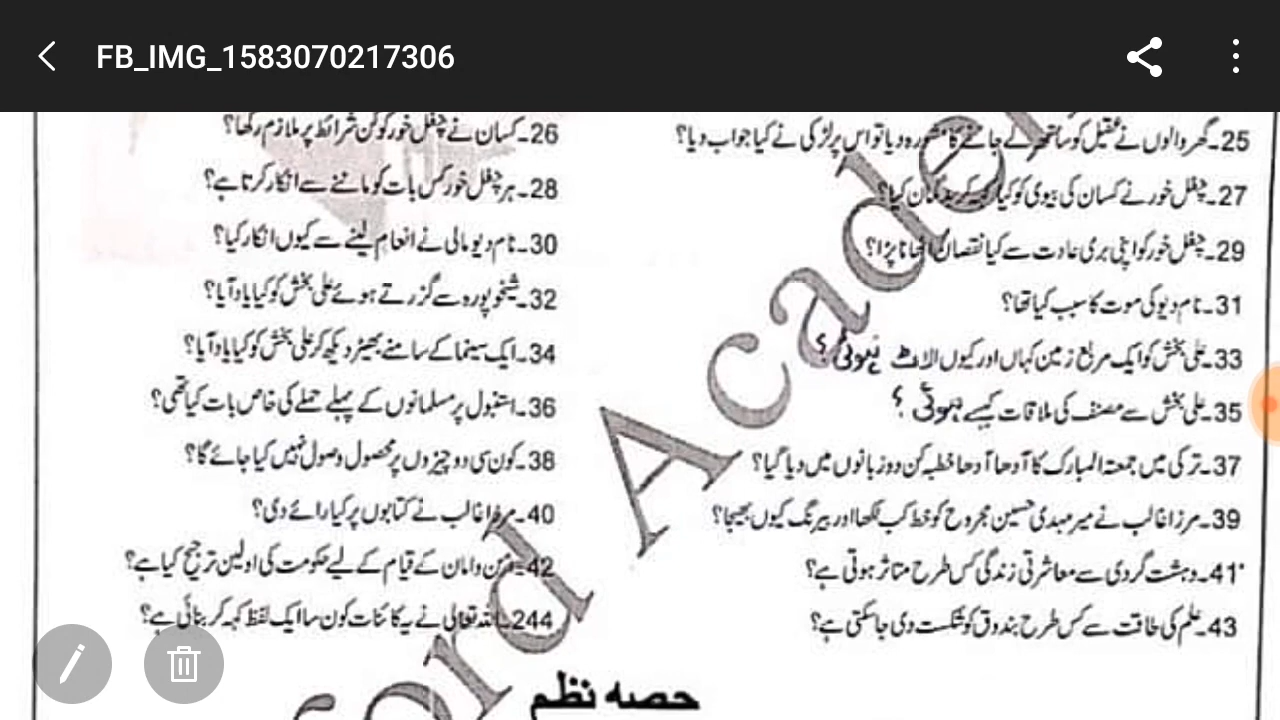 FB_IMG_1583070217306
25۔گھر والوں نے عقیل کو ساتھ لے جانے کا مشورہ دیا تو اس پر لڑکی نے کیا جواب دیا؟
26۔کسان نے چغل خور کو کن شرائط پر ملازم رکھا؟
27۔چغل خور نے کسان کی بیوی کو کیا کہہ کر بدگمان کیا؟
28۔ہر چغل خور کس بات کو ماننے سے انکار کرتا ہے؟
29۔چغل خور کو اپنی بری عادت سے کیا نقصان اٹھانا پڑا؟
30۔نام دیو مالی نے انعام لینے سے کیوں انکار کیا؟
31۔نام دیو کی موت کا سبب کیا تھا؟
32۔شیخوپورہ سے گزرتے ہوئے علی بخش کو کیا یاد آیا؟
33۔علی بخش کو ایک مربع زمین کہاں اور کیوں الاٹ ہوئی؟
34۔ایک سینما کے سامنے بھیڑ دیکھ کر علی بخش کو کیا یاد آیا؟
35۔علی بخش سے مصنف کی ملاقات کیسے ہوئی؟
36۔استنبول پر مسلمانوں کے پہلے حملے کی خاص بات کیا تھی؟
37۔ترکی میں جمعۃ المبارک کا آدھا آدھا خطبہ کن دو زبانوں میں دیا گیا؟
38۔کون سی دو چیزوں پر محصول وصول نہیں کیا جائے گا؟
39۔مرزا غالب نے میر مہدی حسین مجروح کو خط کب لکھا اور بیرنگ کیوں بھیجا؟
40۔مرزا غالب نے کتابوں پر کیا رائے دی؟
41۔دہشت گردی سے معاشرتی زندگی کس طرح متاثر ہوتی ہے؟
42۔امن و امان کے قیام کے لیے حکومت کی اولین ترجیح کیا ہے؟
43۔علم کی طاقت سے کس طرح بندوق کو شکست دی جا سکتی ہے؟
244۔اللہ تعالیٰ نے یہ کائنات کون سا ایک لفظ کہہ کر بنائی ہے؟
حصہ نظم